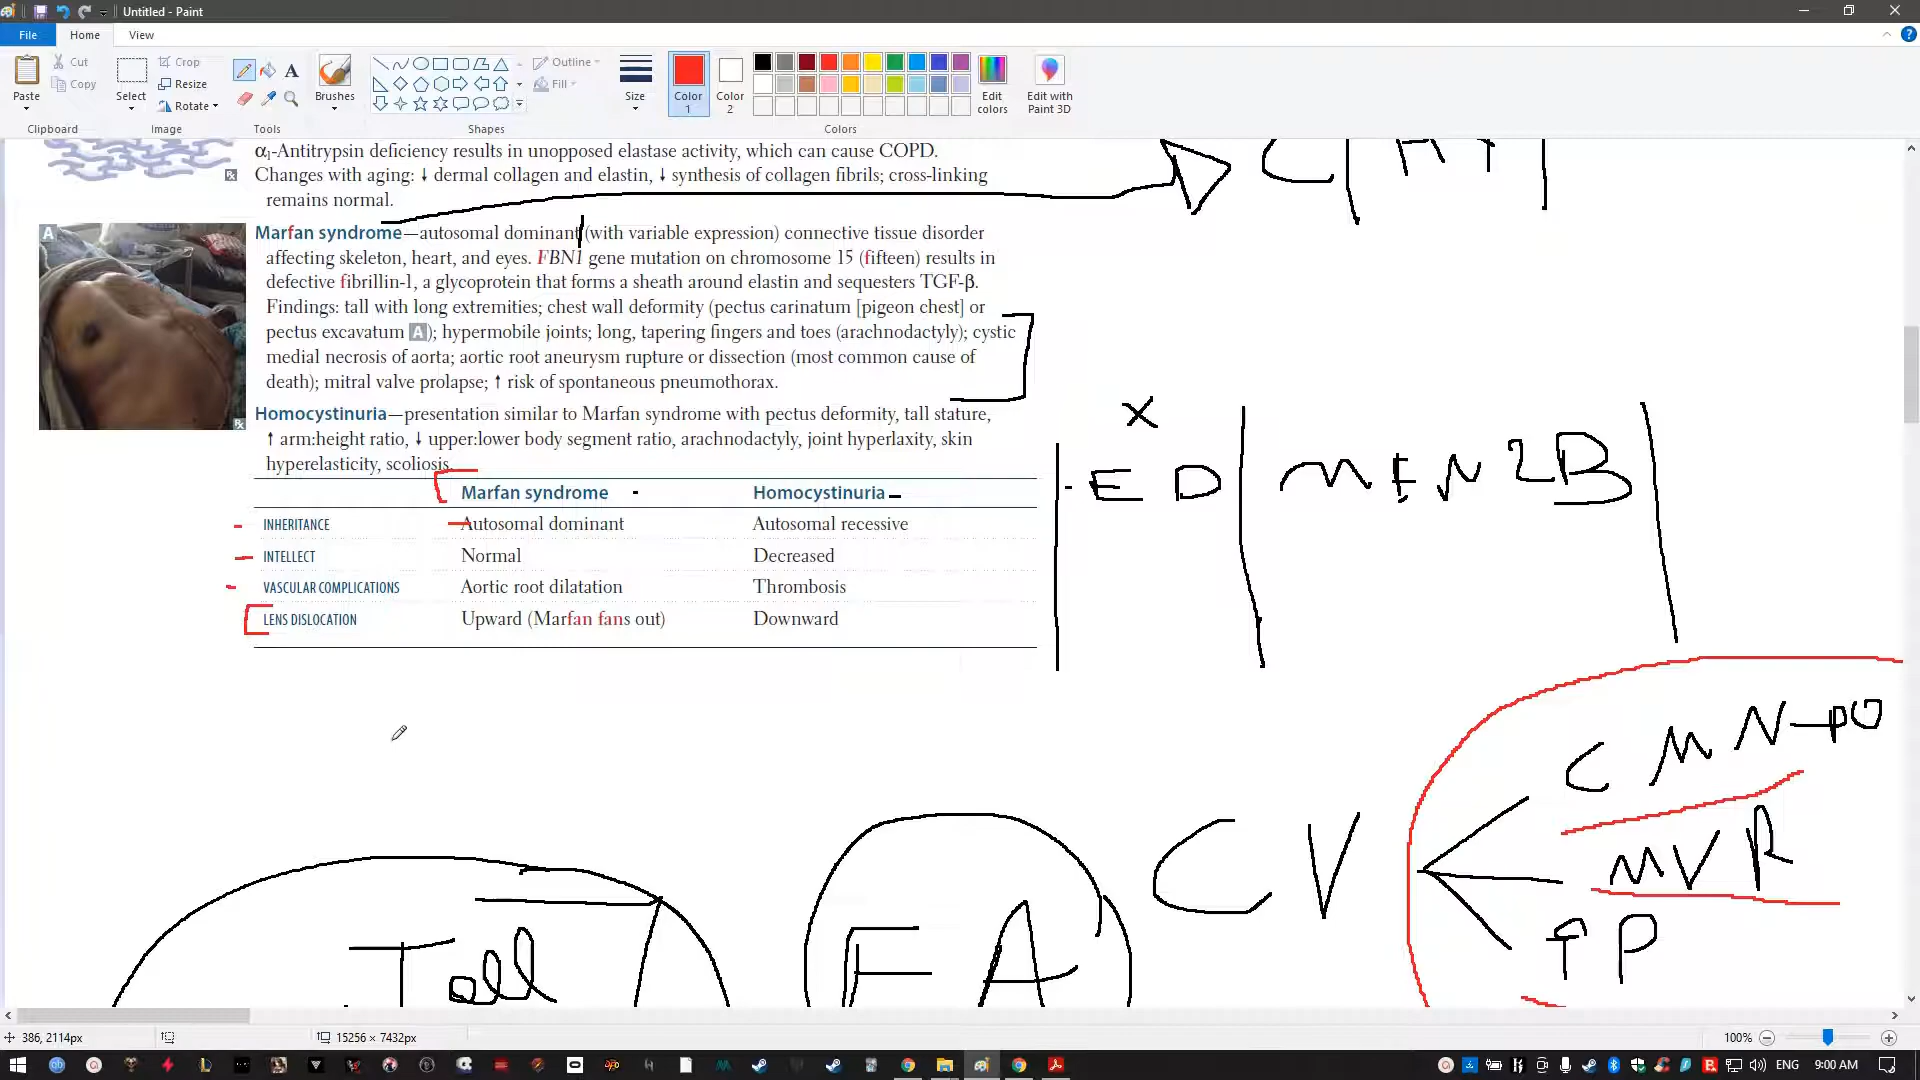 Untitled - Paint
File
Home
View
Paste
Cut
Copy
Clipboard
Select
Crop
Resize
Rotate
Image
Tools
Brushes
Outline
Fill
Shapes
Size
Color 1
Color 2
Edit colors
Edit with Paint 3D
Colors
α1-Antitrypsin deficiency results in unopposed elastase activity, which can cause COPD.
Changes with aging: ↓ dermal collagen and elastin, ↓ synthesis of collagen fibrils; cross-linking
remains normal.
A
Rx
Marfan syndrome—autosomal dominant (with variable expression) connective tissue disorder
affecting skeleton, heart, and eyes. FBN1 gene mutation on chromosome 15 (fifteen) results in
defective fibrillin-1, a glycoprotein that forms a sheath around elastin and sequesters TGF-β.
Findings: tall with long extremities; chest wall deformity (pectus carinatum [pigeon chest] or
pectus excavatum A); hypermobile joints; long, tapering fingers and toes (arachnodactyly); cystic
medial necrosis of aorta; aortic root aneurysm rupture or dissection (most common cause of
death); mitral valve prolapse; ↑ risk of spontaneous pneumothorax.
Homocystinuria—presentation similar to Marfan syndrome with pectus deformity, tall stature,
↑ arm:height ratio, ↓ upper:lower body segment ratio, arachnodactyly, joint hyperlaxity, skin
hyperelasticity, scoliosis.
Marfan syndrome Homocystinuria
INHERITANCE Autosomal dominant Autosomal recessive
INTELLECT Normal Decreased
VASCULAR COMPLICATIONS Aortic root dilatation Thrombosis
LENS DISLOCATION Upward (Marfan fans out) Downward
X
ED
MEN2B
CMN-
MVR
CV
Tall
386, 2114px
15256 × 7432px
100%
ENG
9:00 AM